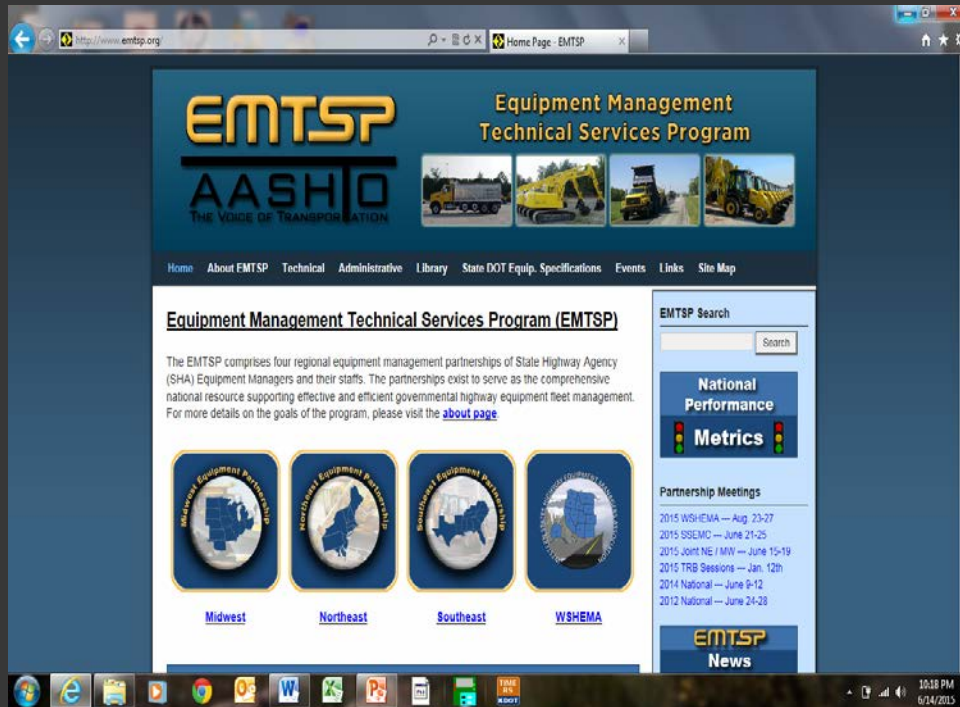 http://www.emtsp.org/
Home Page - EMTSP
EMTSP
AASHTO
THE VOICE OF TRANSPORTATION
Equipment Management
Technical Services Program
Home About EMTSP Technical Administrative Library State DOT Equip. Specifications Events Links Site Map
Equipment Management Technical Services Program (EMTSP)
The EMTSP comprises four regional equipment management partnerships of State Highway Agency
(SHA) Equipment Managers and their staffs. The partnerships exist to serve as the comprehensive
national resource supporting effective and efficient governmental highway equipment fleet management.
For more details on the goals of the program, please visit the about page.
Midwest Equipment Partnership
Northeast Equipment Partnership
Southeast Equipment Partnership
Midwest
Northeast
Southeast
WSHEMA
EMTSP Search
Search
National
Performance
Metrics
Partnership Meetings
2015 WSHEMA --- Aug. 23-27
2015 SSEMC --- June 21-25
2015 Joint NE / MW --- June 15-19
2015 TRB Sessions --- Jan. 12th
2014 National --- June 9-12
2012 National --- June 24-28
EMTSP
News
TIME
RS
KDOT
10:18 PM
6/14/2015